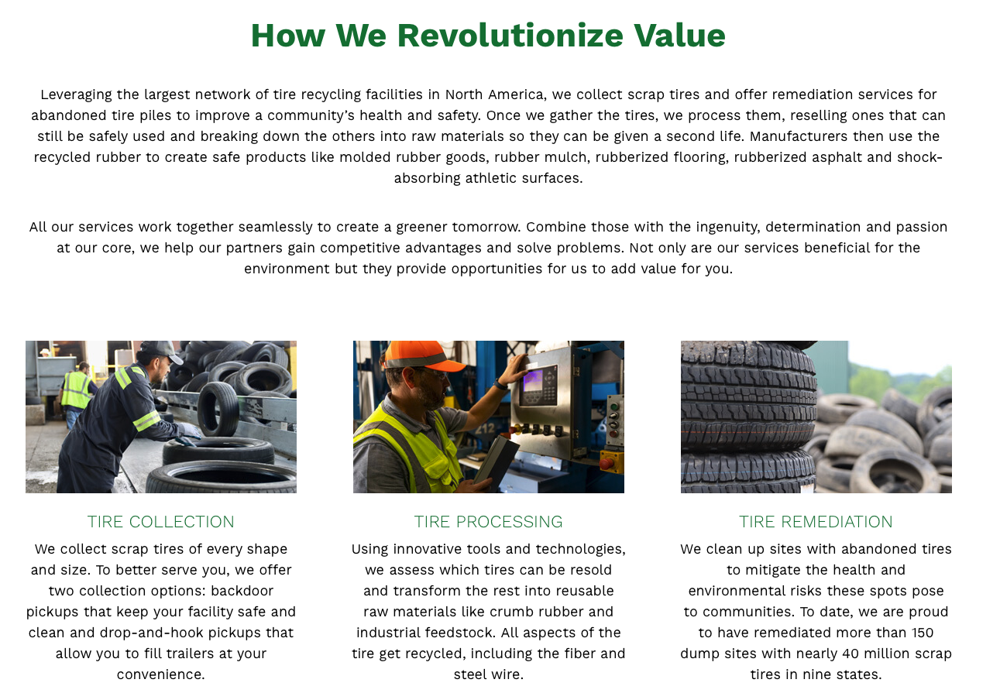 How We Revolutionize Value
Leveraging the largest network of tire recycling facilities in North America, we collect scrap tires and offer remediation services for
abandoned tire piles to improve a community’s health and safety. Once we gather the tires, we process them, reselling ones that can
still be safely used and breaking down the others into raw materials so they can be given a second life. Manufacturers then use the
recycled rubber to create safe products like molded rubber goods, rubber mulch, rubberized flooring, rubberized asphalt and shock-
absorbing athletic surfaces.
All our services work together seamlessly to create a greener tomorrow. Combine those with the ingenuity, determination and passion
at our core, we help our partners gain competitive advantages and solve problems. Not only are our services beneficial for the
environment but they provide opportunities for us to add value for you.
212
TIRE COLLECTION
We collect scrap tires of every shape
and size. To better serve you, we offer
two collection options: backdoor
pickups that keep your facility safe and
clean and drop-and-hook pickups that
allow you to fill trailers at your
convenience.
TIRE PROCESSING
Using innovative tools and technologies,
we assess which tires can be resold
and transform the rest into reusable
raw materials like crumb rubber and
industrial feedstock. All aspects of the
tire get recycled, including the fiber and
steel wire.
TIRE REMEDIATION
We clean up sites with abandoned tires
to mitigate the health and
environmental risks these spots pose
to communities. To date, we are proud
to have remediated more than 150
dump sites with nearly 40 million scrap
tires in nine states.